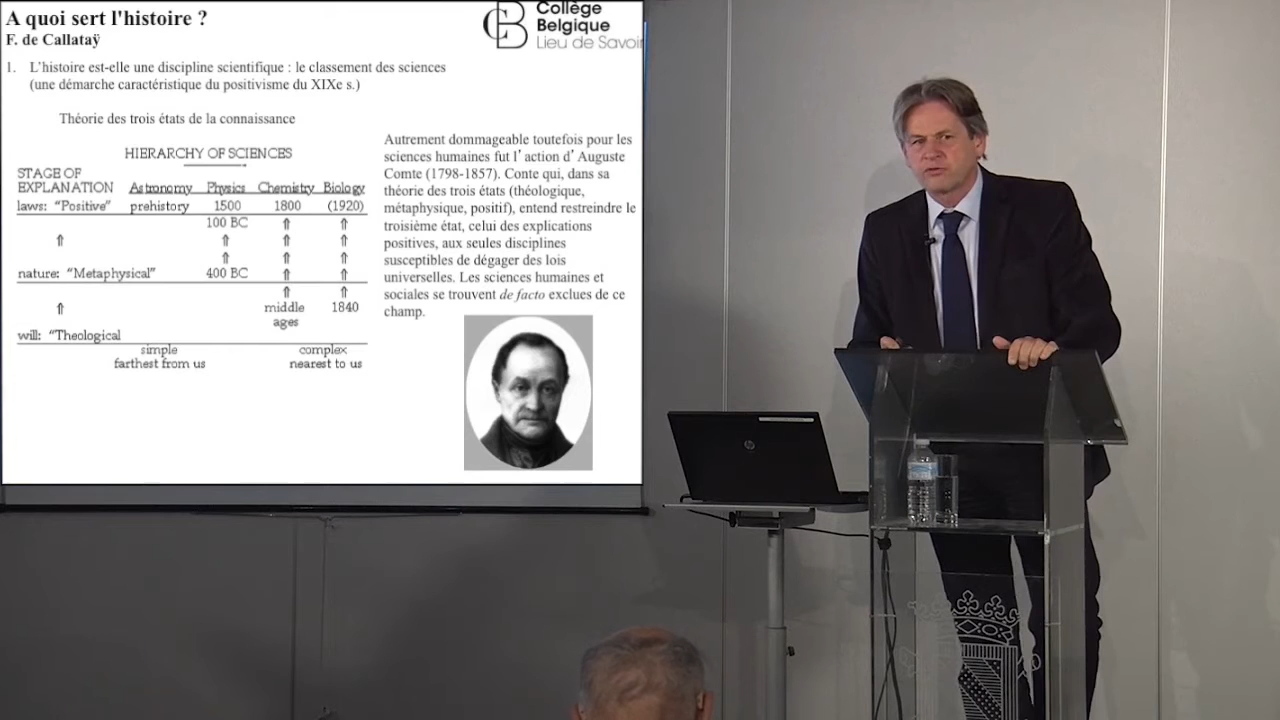 A quoi sert l'histoire ?
F. de Callataÿ
Collège
Belgique
Lieu de Savoir
1. L'histoire est-elle une discipline scientifique : le classement des sciences
(une démarche caractéristique du positivisme du XIXe s.)
Théorie des trois états de la connaissance
HIERARCHY OF SCIENCES
STAGE OF
EXPLANATION Astronomy Physics Chemistry Biology
laws: "Positive" prehistory 1500 1800 (1920)
100 BC ⇑ ⇑
⇑ ⇑ ⇑ ⇑
⇑ ⇑ ⇑
nature: "Metaphysical" 400 BC ⇑ ⇑
⇑ ⇑
⇑ middle 1840
ages
will: "Theological
simple complex
farthest from us nearest to us
Autrement dommageable toutefois pour les
sciences humaines fut l'action d'Auguste
Comte (1798-1857). Conte qui, dans sa
théorie des trois états (théologique,
métaphysique, positif), entend restreindre le
troisième état, celui des explications
positives, aux seules disciplines
susceptibles de dégager des lois
universelles. Les sciences humaines et
sociales se trouvent de facto exclues de ce
champ.
hp